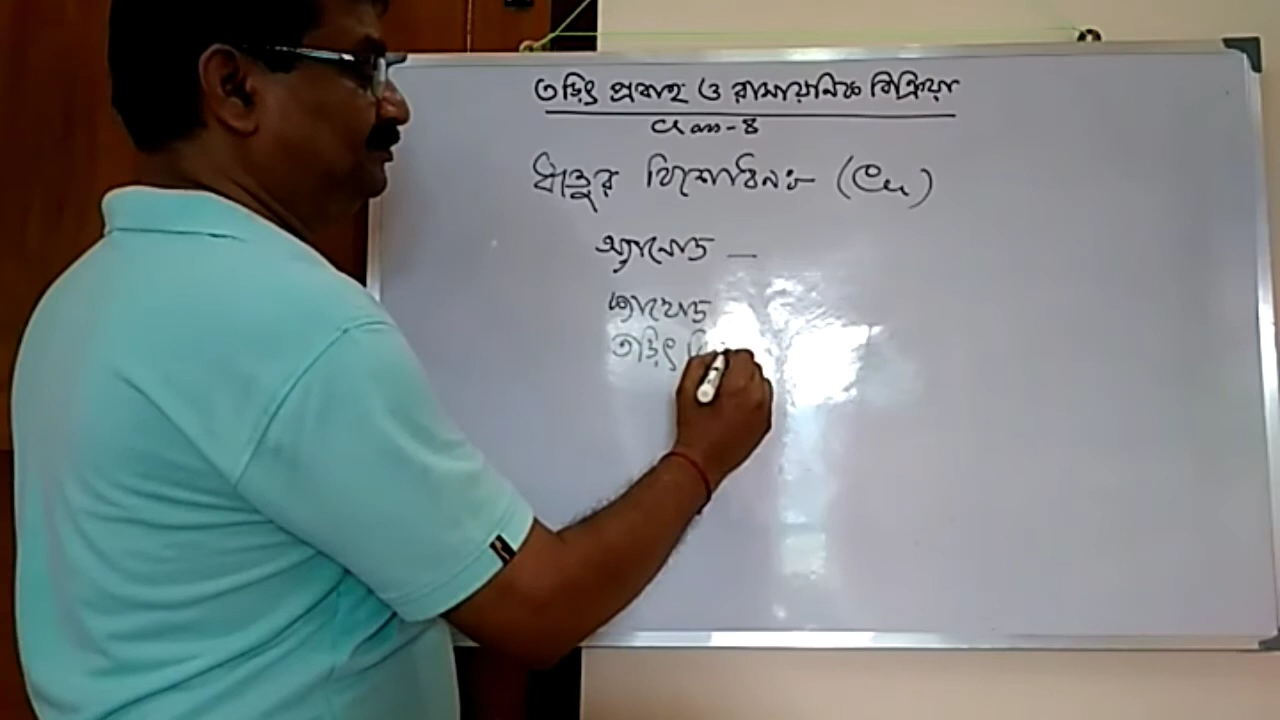 তড়িৎ প্রবাহ ও রাসায়নিক বিক্রিয়া
Class-8
ধাতুর বিশোধনঃ- (Cu)
অ্যানোড —
ক্যাথোড
তড়িৎ বি